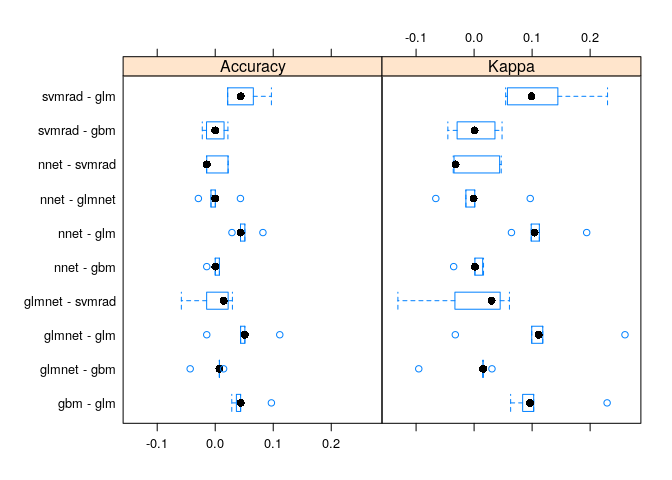 -0.1 0.0 0.1 0.2
Accuracy Kappa
svmrad - glm
svmrad - gbm
nnet - svmrad
nnet - glmnet
nnet - glm
nnet - gbm
glmnet - svmrad
glmnet - glm
glmnet - gbm
gbm - glm
-0.1 0.0 0.1 0.2